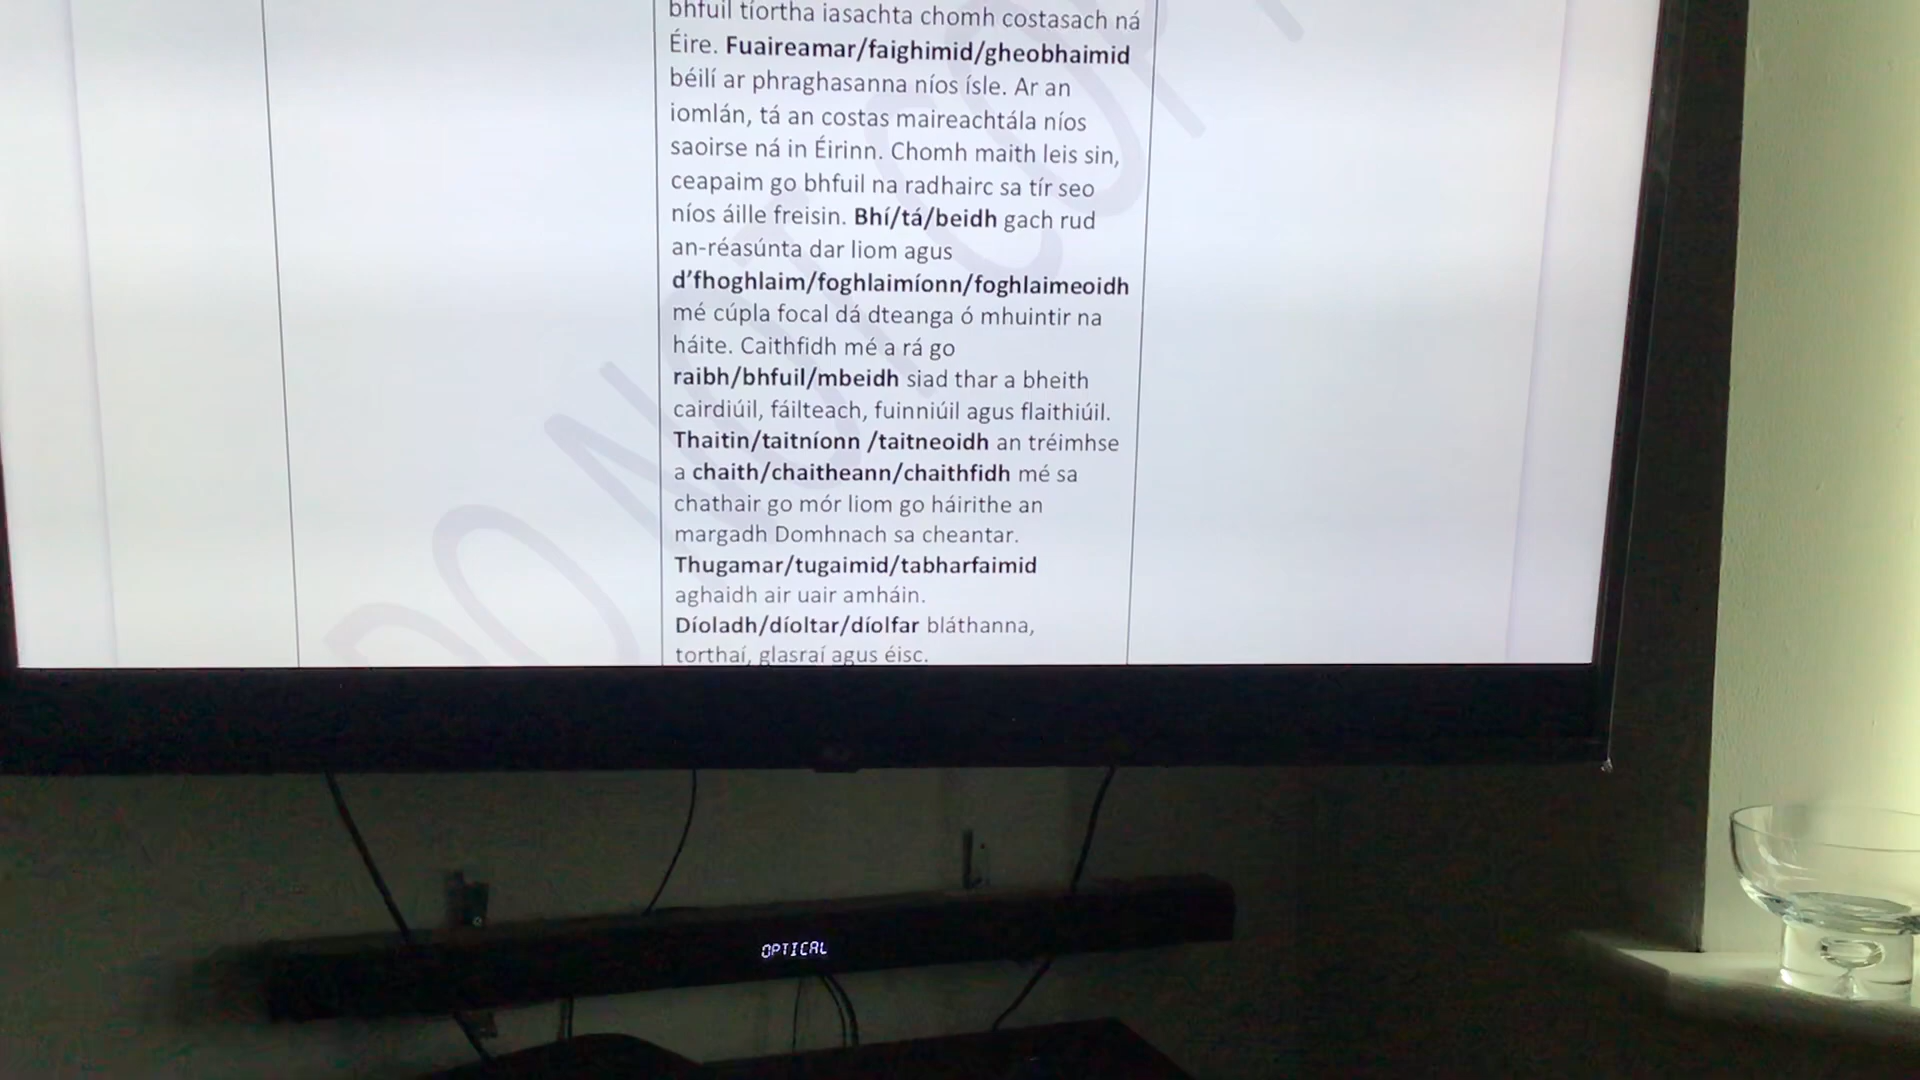 bhfuil tíortha iasachta chomh costasach ná
Éire. Fuaireamar/faighimid/gheobhaimid
béilí ar phraghasanna níos ísle. Ar an
iomlán, tá an costas maireachtála níos
saoirse ná in Éirinn. Chomh maith leis sin,
ceapaim go bhfuil na radhairc sa tír seo
níos áille freisin. Bhí/tá/beidh gach rud
an-réasúnta dar liom agus
d’fhoghlaim/foghlaimíonn/foghlaimeoidh
mé cúpla focal dá dteanga ó mhuintir na
háite. Caithfidh mé a rá go
raibh/bhfuil/mbeidh siad thar a bheith
cairdiúil, fáilteach, fuinniúil agus flaithiúil.
Thaitin/taitníonn /taitneoidh an tréimhse
a chaith/chaitheann/chaithfidh mé sa
chathair go mór liom go háirithe an
margadh Domhnach sa cheantar.
Thugamar/tugaimid/tabharfaimid
aghaidh air uair amháin.
Díoladh/díoltar/díolfar bláthanna,
torthaí, glasraí agus éisc.
DO NOT COPY
OPTICAL